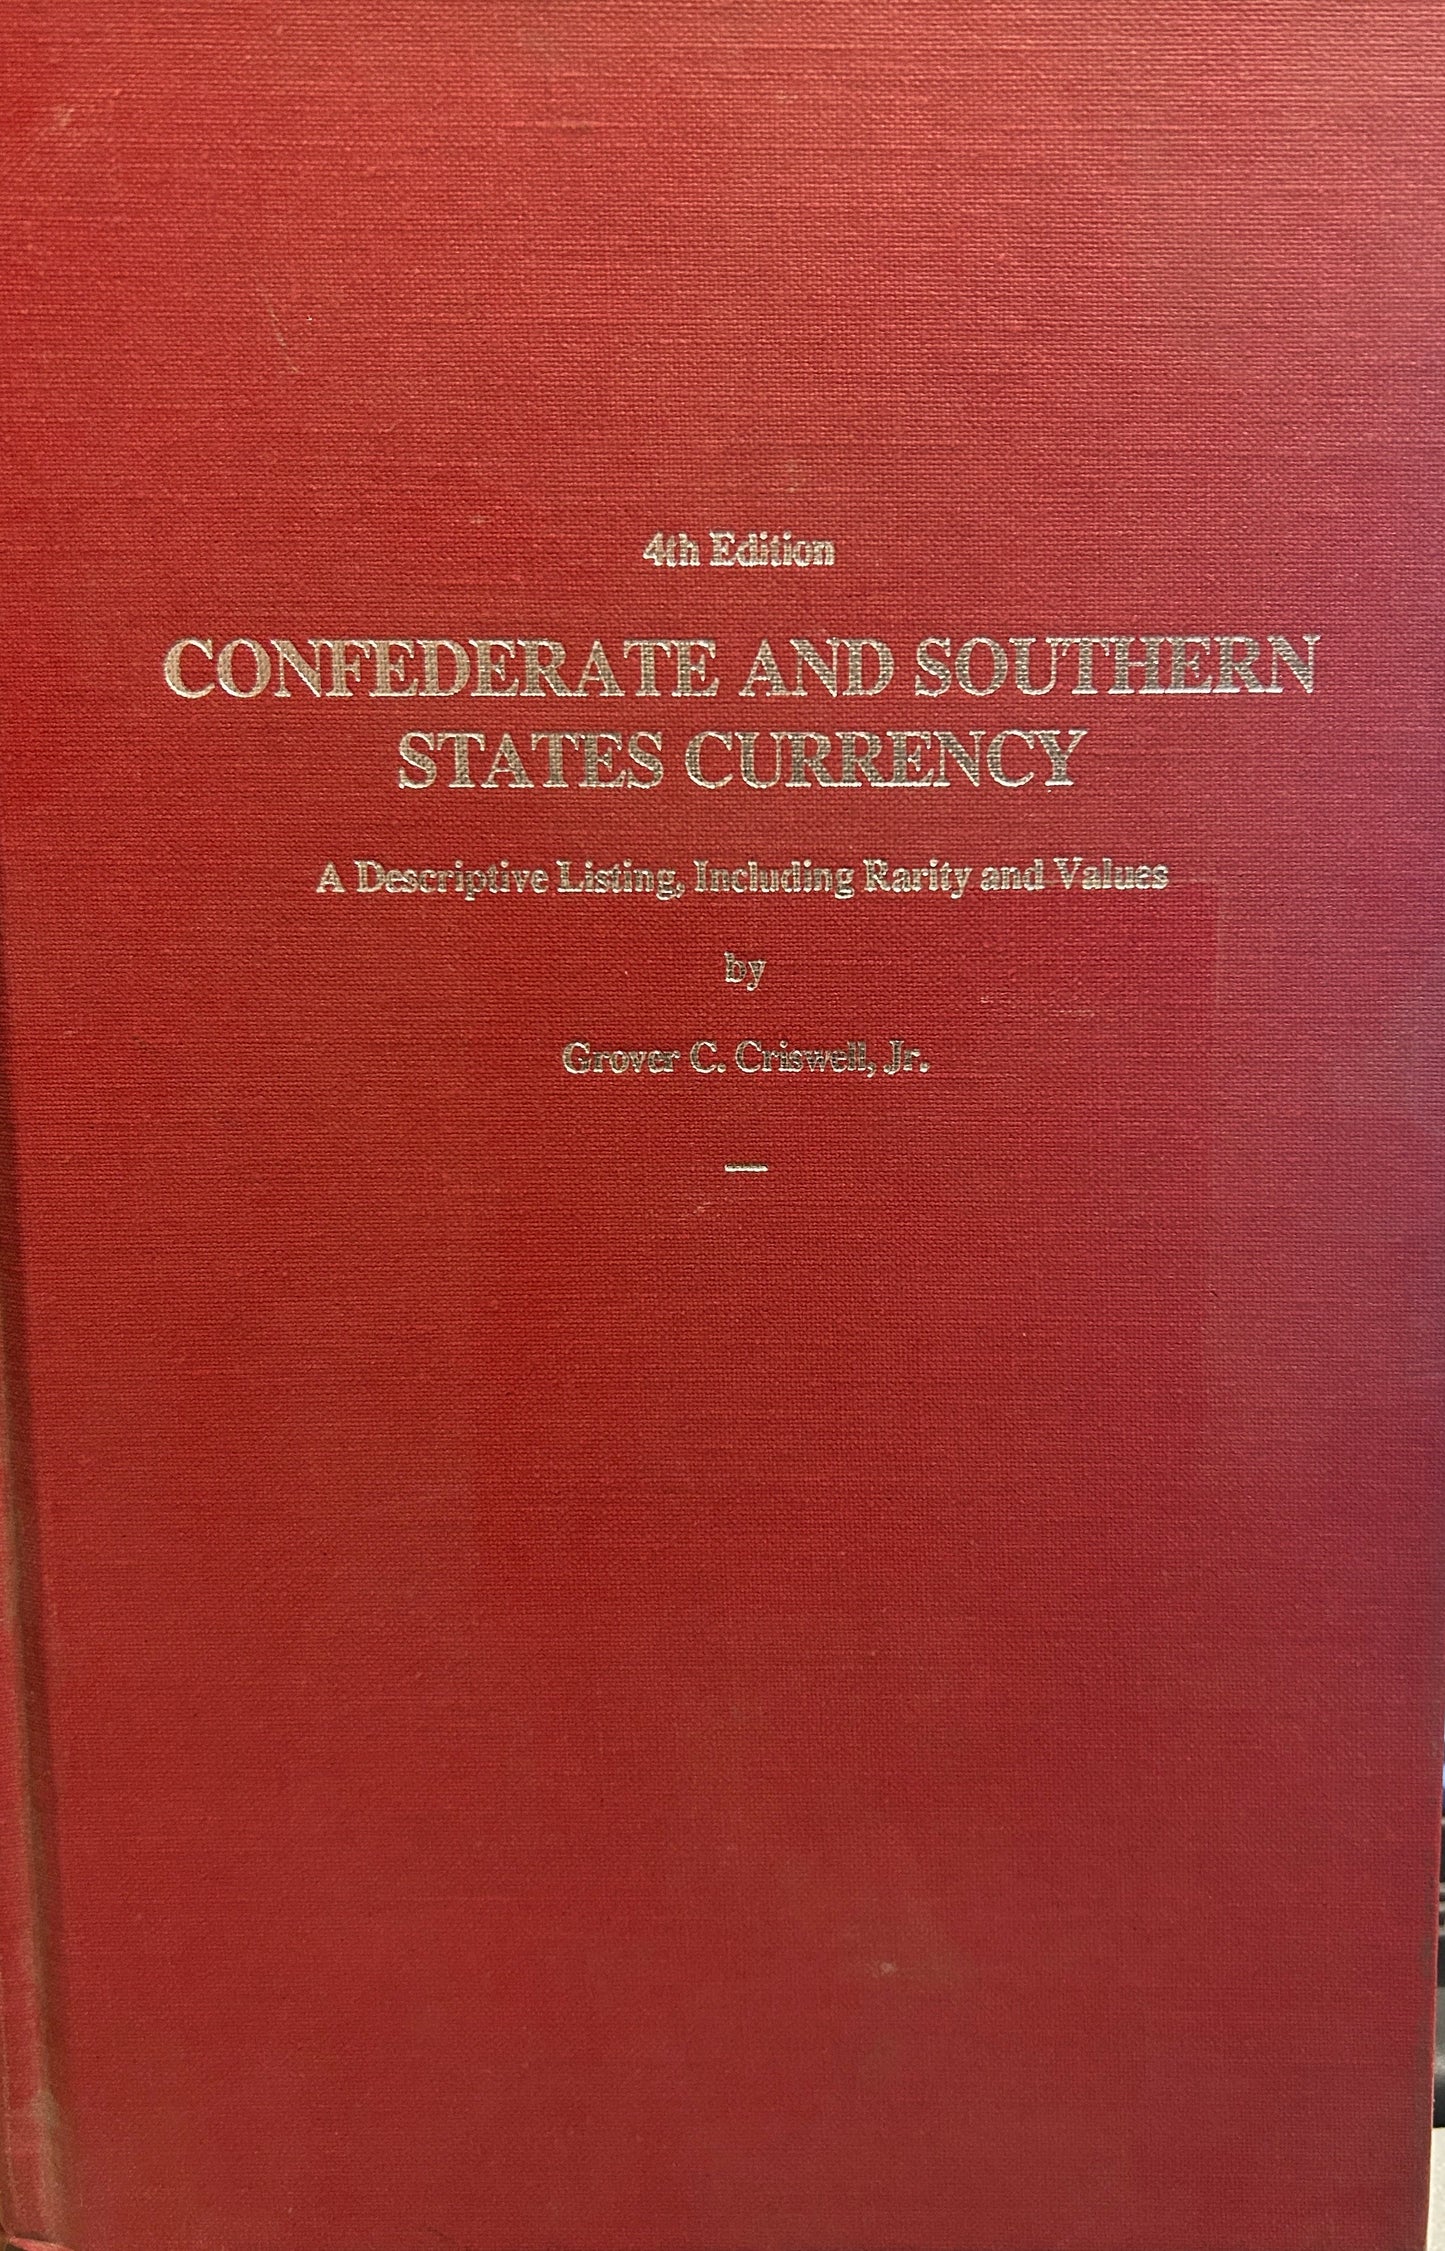 4th Edition
CONFEDERATE AND SOUTHERN
STATES CURRENCY
A Descriptive Listing, Including Rarity and Values
by
Grover C. Criswell, Jr.